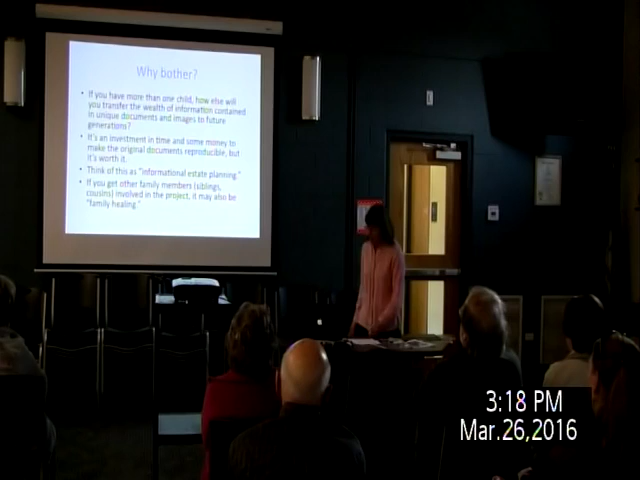 Why bother?
• If you have more than one child, how else will
you transfer the wealth of information contained
in unique documents and images to future
generations?
• It's an investment in time and some money to
make the original documents reproducible, but
it's worth it.
• Think of this as "informational estate planning."
• If you get other family members (siblings,
cousins) involved in the project, it may also be
"family healing."
3:18 PM
Mar.26,2016